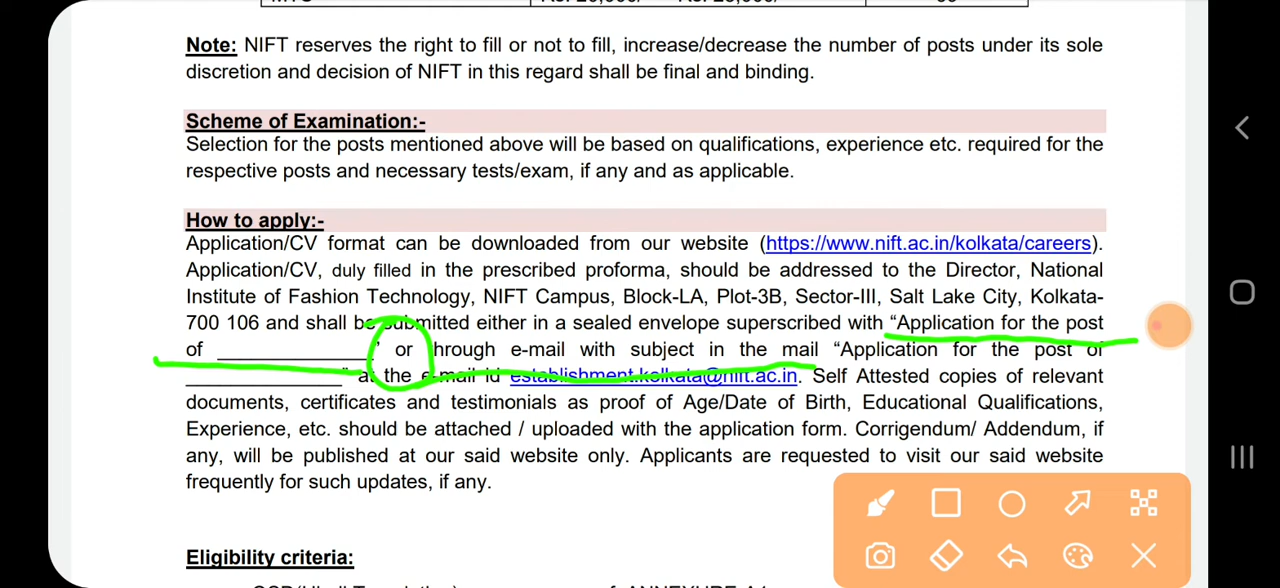 Note: NIFT reserves the right to fill or not to fill, increase/decrease the number of posts under its sole
discretion and decision of NIFT in this regard shall be final and binding.
Scheme of Examination:-
Selection for the posts mentioned above will be based on qualifications, experience etc. required for the
respective posts and necessary tests/exam, if any and as applicable.
How to apply:-
Application/CV format can be downloaded from our website (https://www.nift.ac.in/kolkata/careers).
Application/CV, duly filled in the prescribed proforma, should be addressed to the Director, National
Institute of Fashion Technology, NIFT Campus, Block-LA, Plot-3B, Sector-III, Salt Lake City, Kolkata-
700 106 and shall be submitted either in a sealed envelope superscribed with “Application for the post
of ______________” or through e-mail with subject in the mail “Application for the post of
______________” at the e-mail id establishment.kolkata@nift.ac.in. Self Attested copies of relevant
documents, certificates and testimonials as proof of Age/Date of Birth, Educational Qualifications,
Experience, etc. should be attached / uploaded with the application form. Corrigendum/ Addendum, if
any, will be published at our said website only. Applicants are requested to visit our said website
frequently for such updates, if any.
Eligibility criteria: